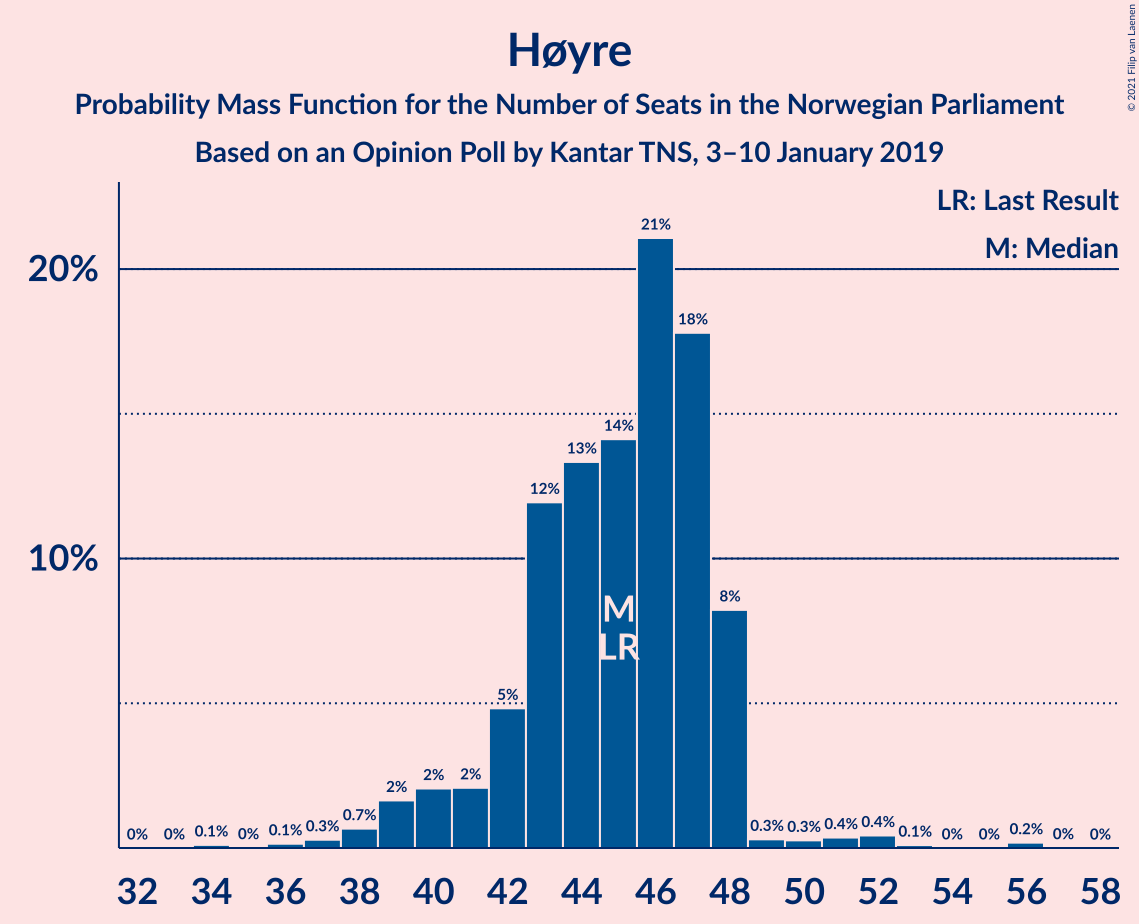 Høyre
Probability Mass Function for the Number of Seats in the Norwegian Parliament
Based on an Opinion Poll by Kantar TNS, 3–10 January 2019
© 2021 Filip van Laenen
LR: Last Result
M: Median
20%
10%
0% 0% 0.1% 0% 0.1% 0.3% 0.7% 2% 2% 2% 5% 12% 13% 14% 21% 18% 8% 0.3% 0.3% 0.4% 0.4% 0.1% 0% 0% 0.2% 0% 0%
M
LR
32 34 36 38 40 42 44 46 48 50 52 54 56 58